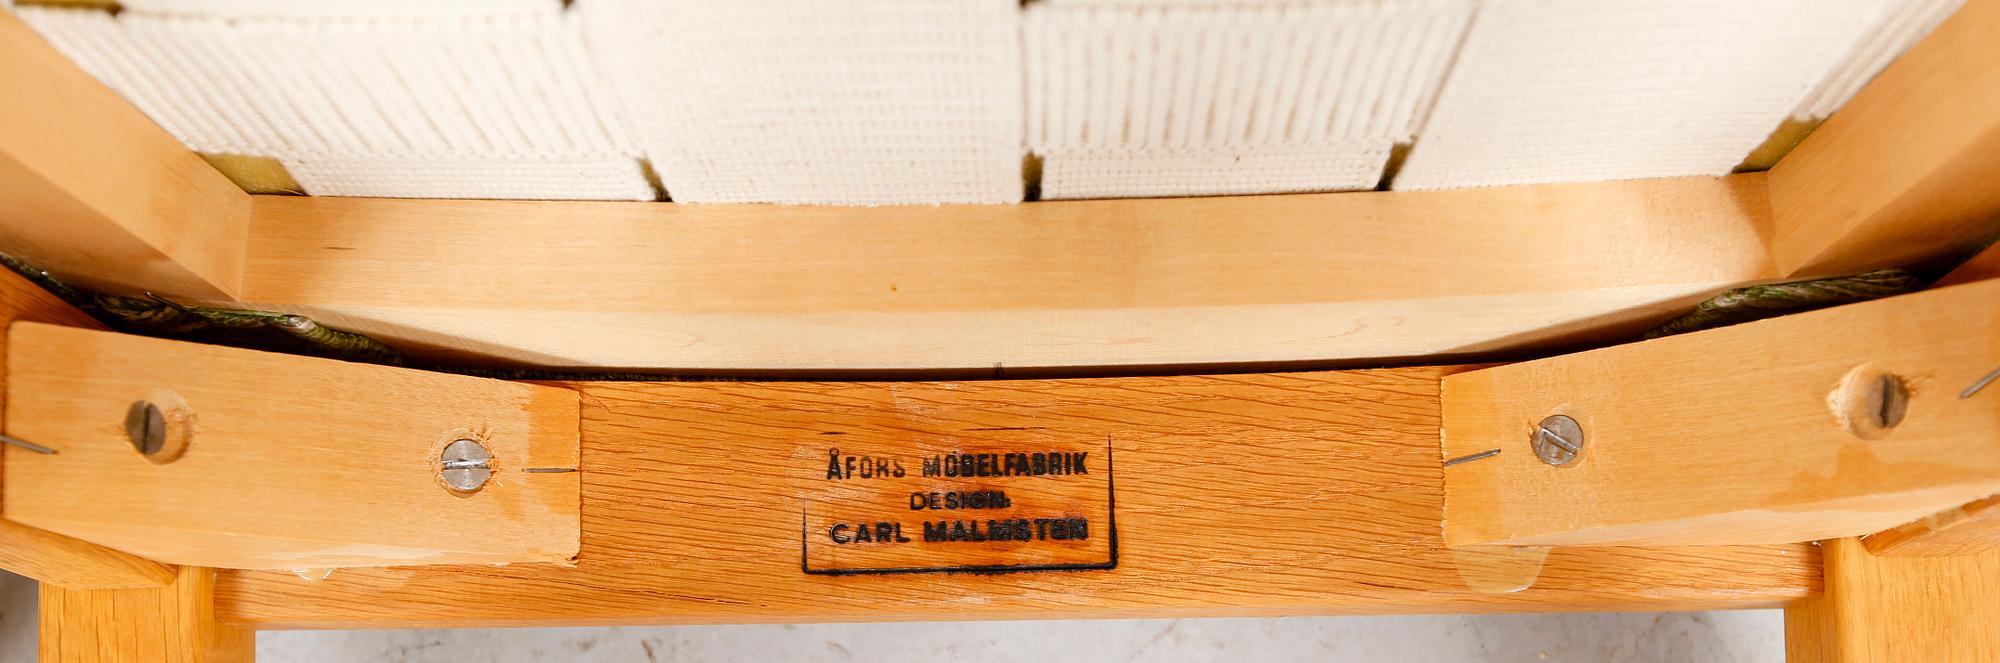 ÅFORS MÖBELFABRIK
DESIGN.
CARL MALMSTEN